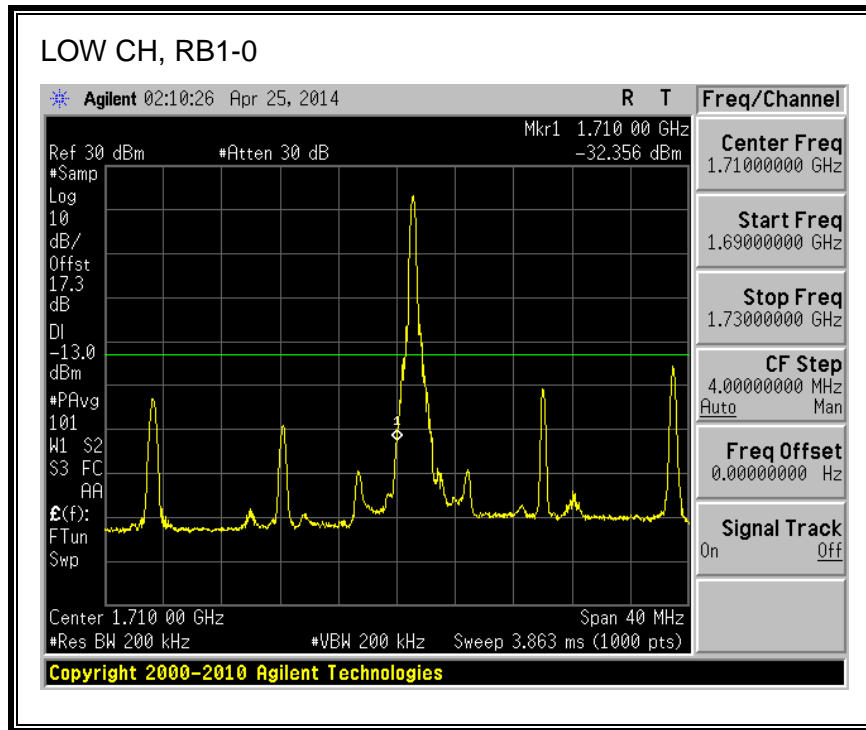 LOW CH, RB1-0
Agilent 02:10:26 Apr 25, 2014 R T
Mkr1 1.710 00 GHz
Ref 30 dBm #Atten 30 dB -32.356 dBm
#Samp
Log
10
dB/
Offst
17.3
dB
DI
-13.0
dBm
#PAvg
101
W1 S2
S3 FC
AA
£(f):
FTun
Swp
1
Center 1.710 00 GHz Span 40 MHz
#Res BW 200 kHz #VBW 200 kHz Sweep 3.863 ms (1000 pts)
Copyright 2000-2010 Agilent Technologies
Freq/Channel
Center Freq
1.71000000 GHz
Start Freq
1.69000000 GHz
Stop Freq
1.73000000 GHz
CF Step
4.00000000 MHz
Auto Man
Freq Offset
0.00000000 Hz
Signal Track
On Off